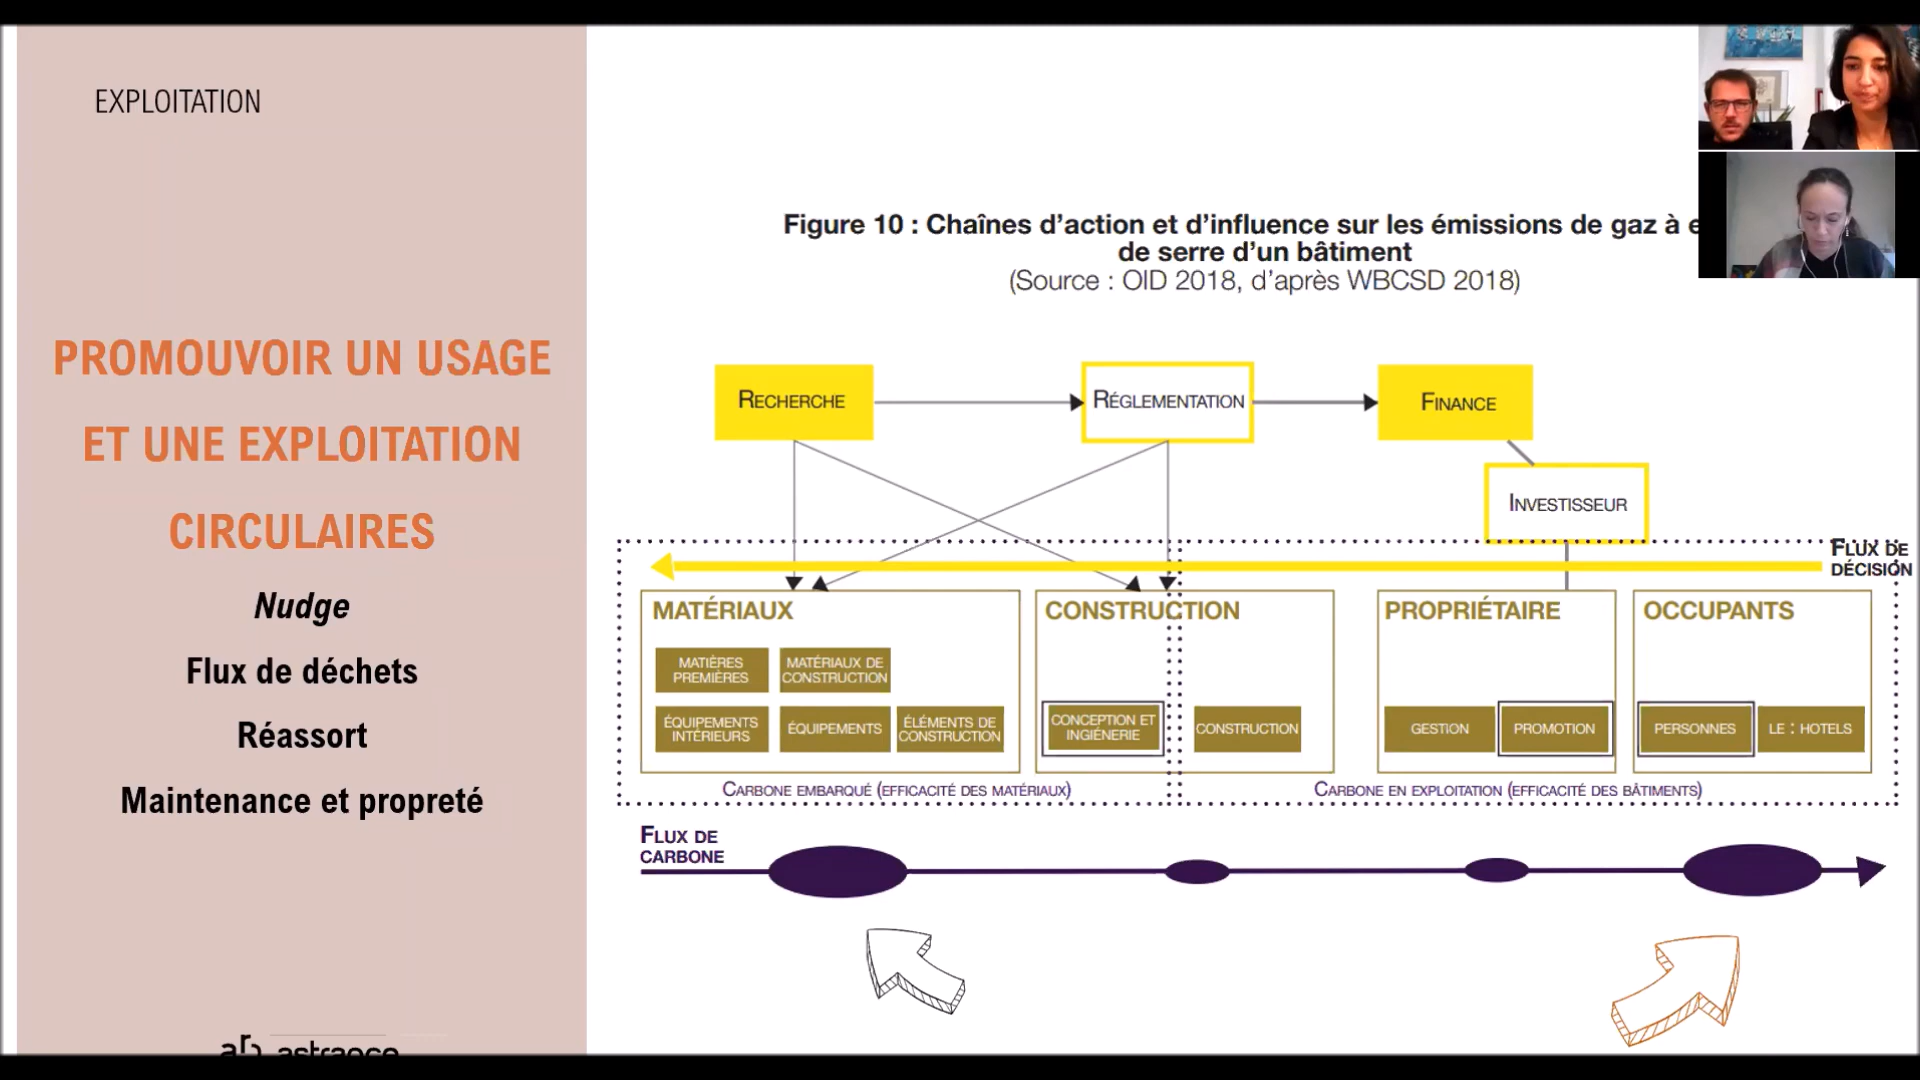 EXPLOITATION
PROMOUVOIR UN USAGE
ET UNE EXPLOITATION
CIRCULAIRES
Nudge
Flux de déchets
Réassort
Maintenance et propreté
Figure 10 : Chaînes d’action et d’influence sur les émissions de gaz à
de serre d’un bâtiment
(Source : OID 2018, d’après WBCSD 2018)
RECHERCHE
RÉGLEMENTATION
FINANCE
INVESTISSEUR
FLUX DE
DÉCISION
MATÉRIAUX
MATIÈRES
PREMIÈRES
MATÉRIAUX DE
CONSTRUCTION
ÉQUIPEMENTS
INTÉRIEURS
ÉQUIPEMENTS
ÉLÉMENTS DE
CONSTRUCTION
CONSTRUCTION
CONCEPTION ET
INGIÉNERIE
CONSTRUCTION
PROPRIÉTAIRE
GESTION
PROMOTION
OCCUPANTS
PERSONNES
LE : HOTELS
CARBONE EMBARQUÉ (EFFICACITÉ DES MATÉRIAUX)
CARBONE EN EXPLOITATION (EFFICACITÉ DES BÂTIMENTS)
FLUX DE
CARBONE